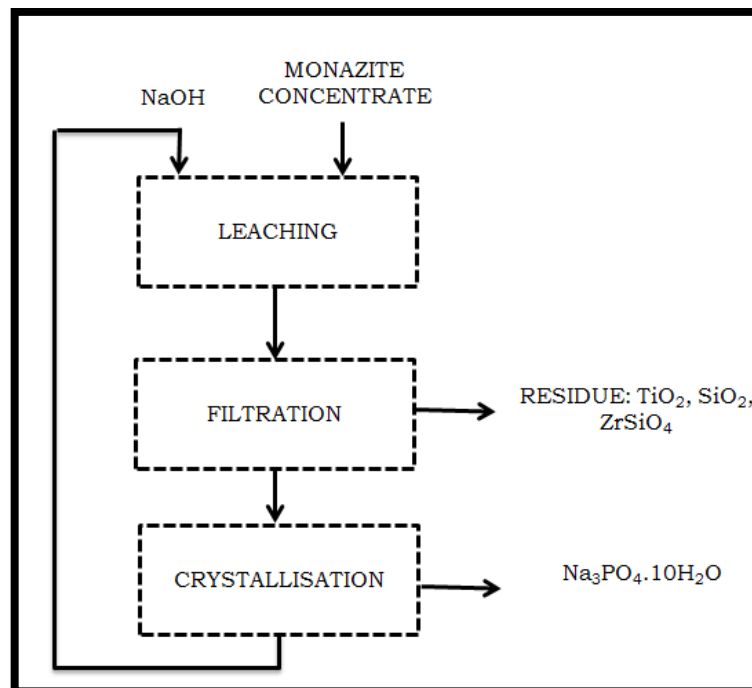 MONAZITE
CONCENTRATE
NaOH
LEACHING
FILTRATION
RESIDUE: TiO₂, SiO₂,
ZrSiO₄
CRYSTALLISATION
Na₃PO₄.10H₂O